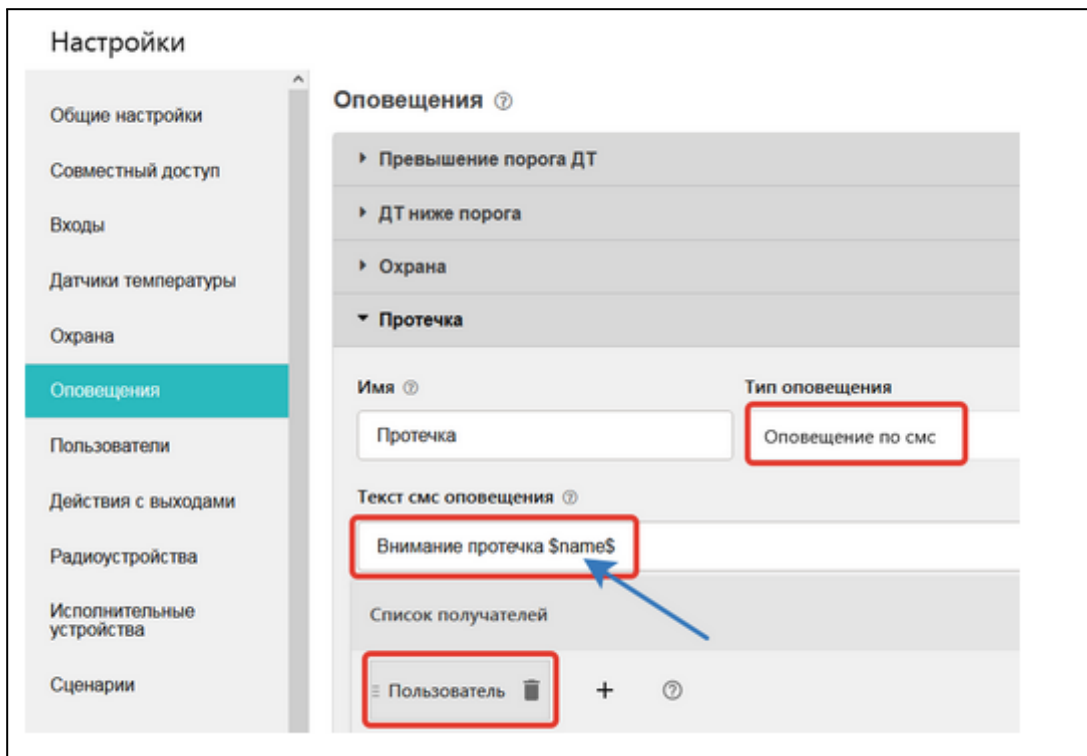 Настройки
Общие настройки
Совместный доступ
Входы
Датчики температуры
Охрана
Оповещения
Пользователи
Действия с выходами
Радиоустройства
Исполнительные
устройства
Сценарии
Оповещения
Превышение порога ДТ
ДТ ниже порога
Охрана
Протечка
Имя
Тип оповещения
Протечка
Оповещение по смс
Текст смс оповещения
Внимание протечка $name$
Список получателей
Пользователь